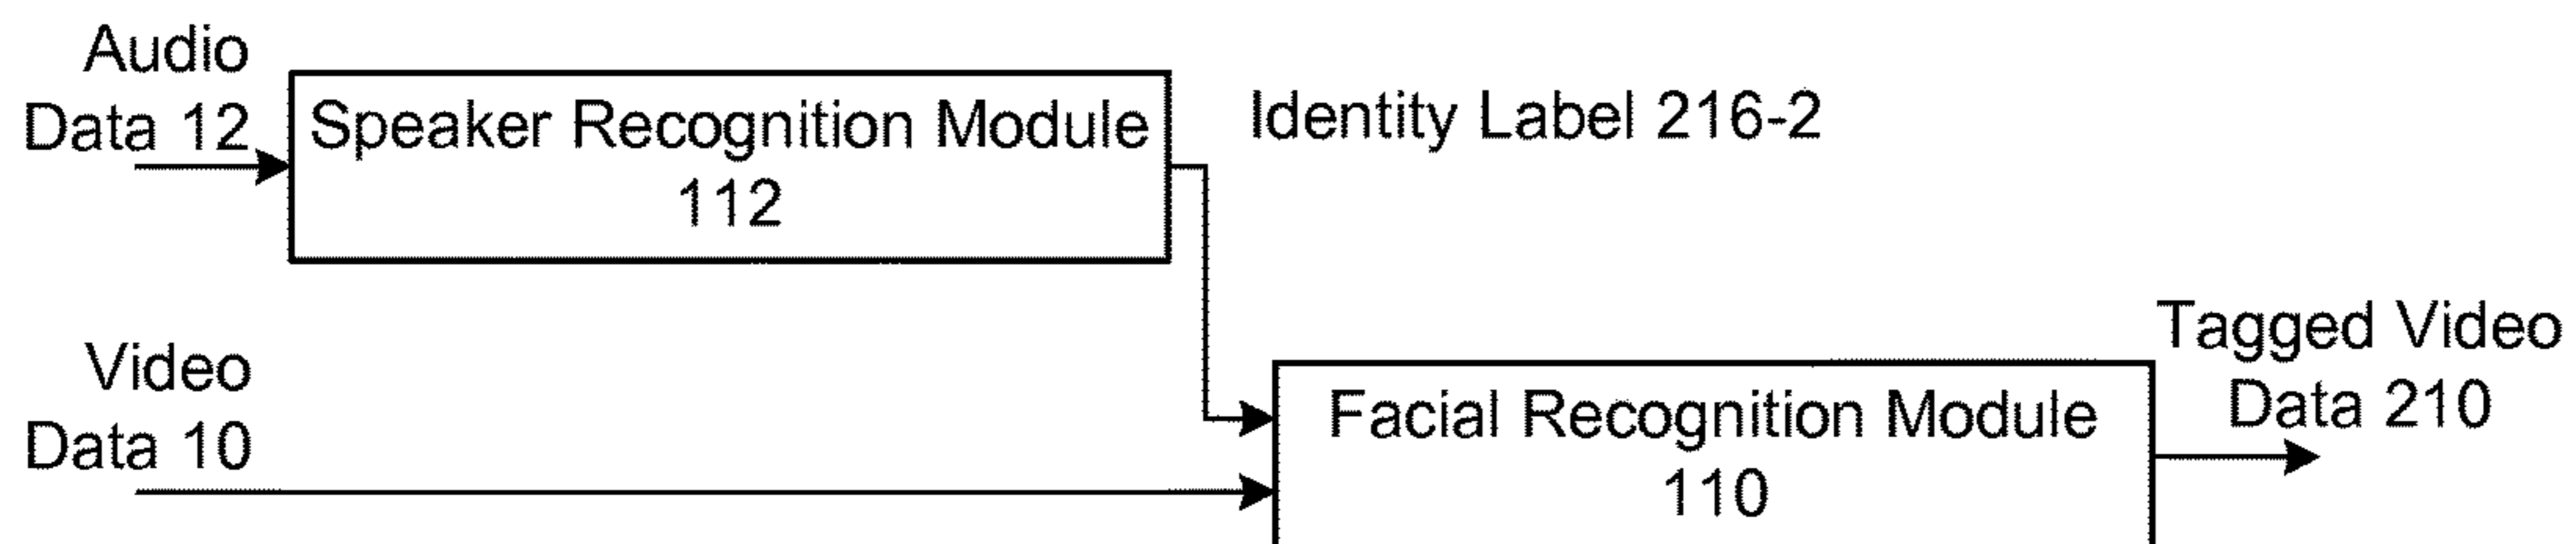 Audio
Data 12
Speaker Recognition Module
112
Identity Label 216-2
Video
Data 10
Facial Recognition Module
110
Tagged Video
Data 210